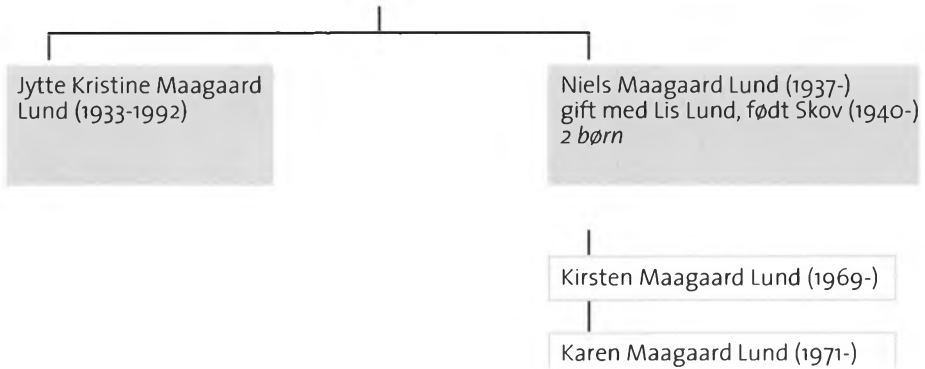 Jytte Kristine Maagaard
Lund (1933-1992)
Niels Maagaard Lund (1937-)
gift med Lis Lund, født Skov (1940-)
2 børn
Kirsten Maagaard Lund (1969-)
Karen Maagaard Lund (1971-)